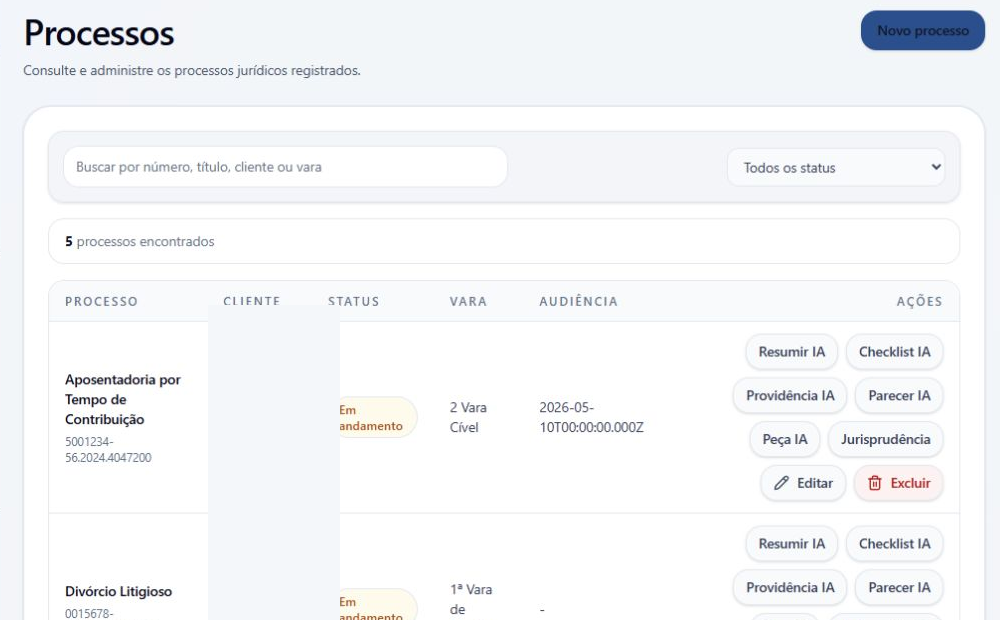 Processos
Novo processo
Consulte e administre os processos jurídicos registrados.
Buscar por número, título, cliente ou vara
Todos os status
5 processos encontrados
PROCESSO CLIENTE STATUS VARA AUDIÊNCIA AÇÕES
Aposentadoria por
Tempo de
Contribuição
5001234-
56.2024.4047200
Em
andamento
2 Vara
Cível
2026-05-
10T00:00:00.000Z
Resumir IA Checklist IA
Providência IA Parecer IA
Peça IA Jurisprudência
Editar Excluir
Divórcio Litigioso
0015678-
Em
andamento
1ª Vara
de
-
Resumir IA Checklist IA
Providência IA Parecer IA